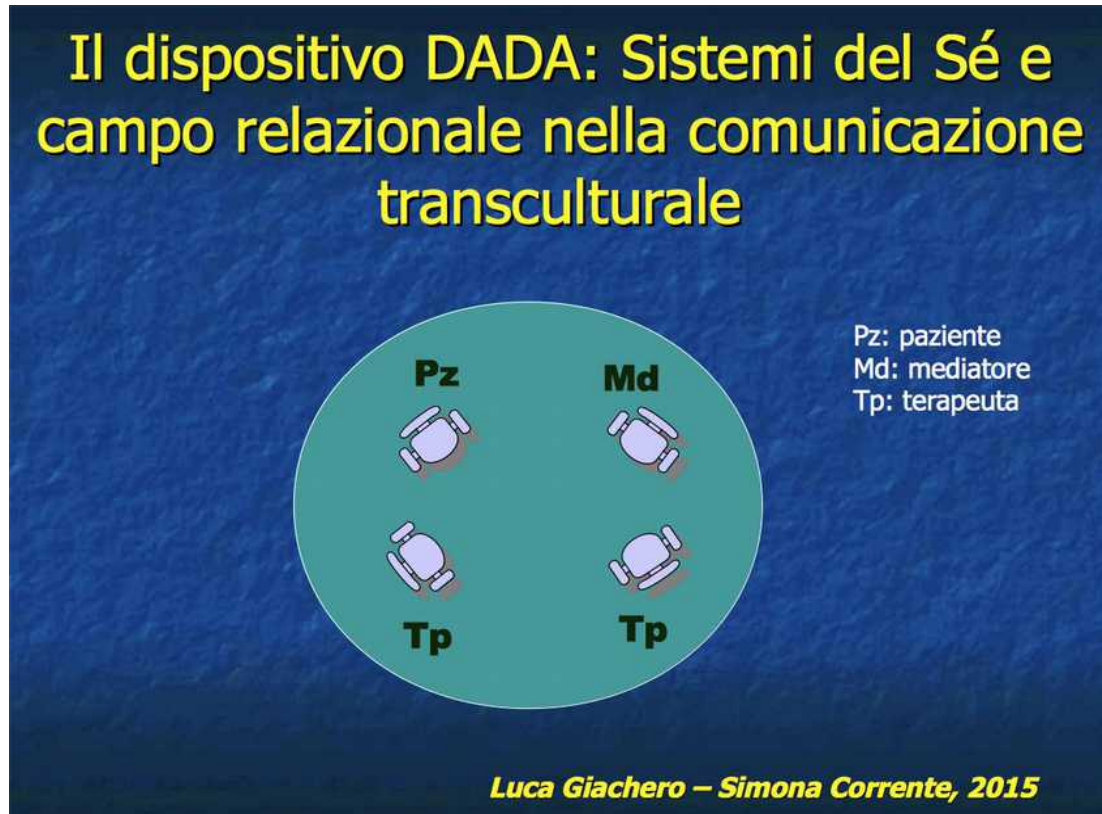 Il dispositivo DADA: Sistemi del Sé e
campo relazionale nella comunicazione
transculturale
Pz: paziente
Md: mediatore
Tp: terapeuta
Pz
Md
Tp
Tp
Luca Giachero – Simona Corrente, 2015